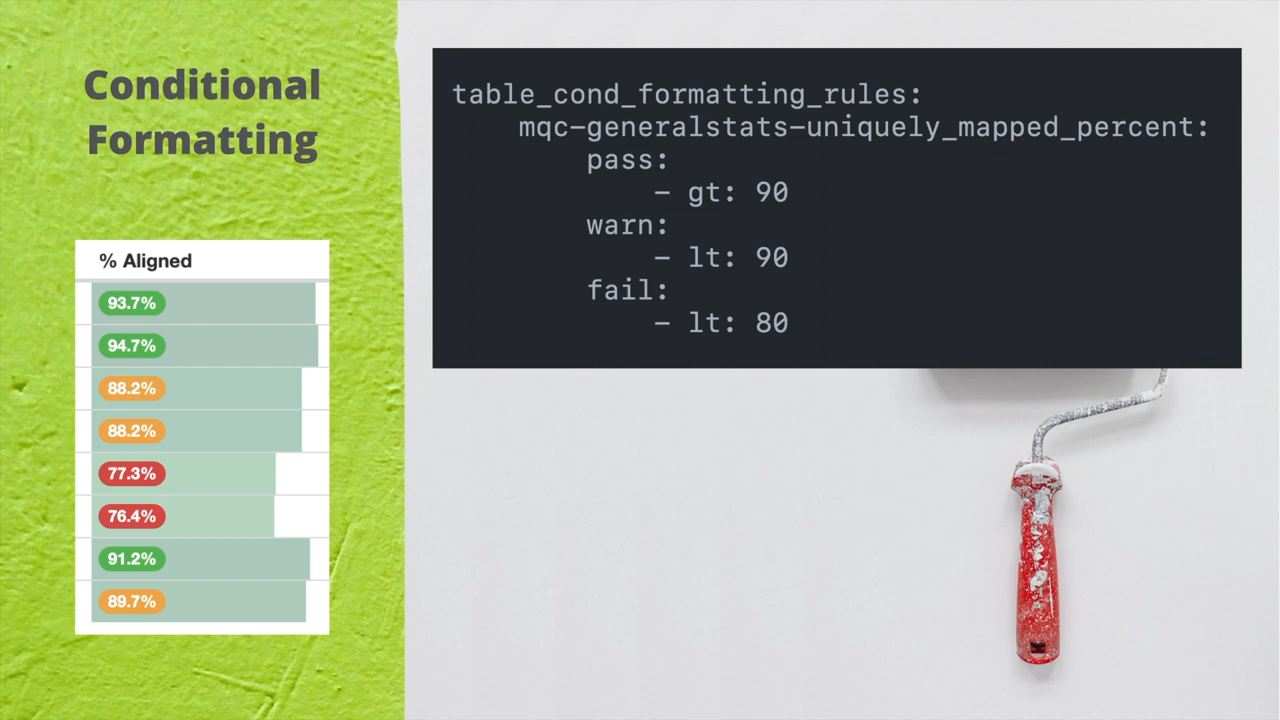 Conditional
Formatting
% Aligned
93.7%
94.7%
88.2%
88.2%
77.3%
76.4%
91.2%
89.7%
table_cond_formatting_rules:
    mqc-generalstats-uniquely_mapped_percent:
        pass:
            - gt: 90
        warn:
            - lt: 90
        fail:
            - lt: 80